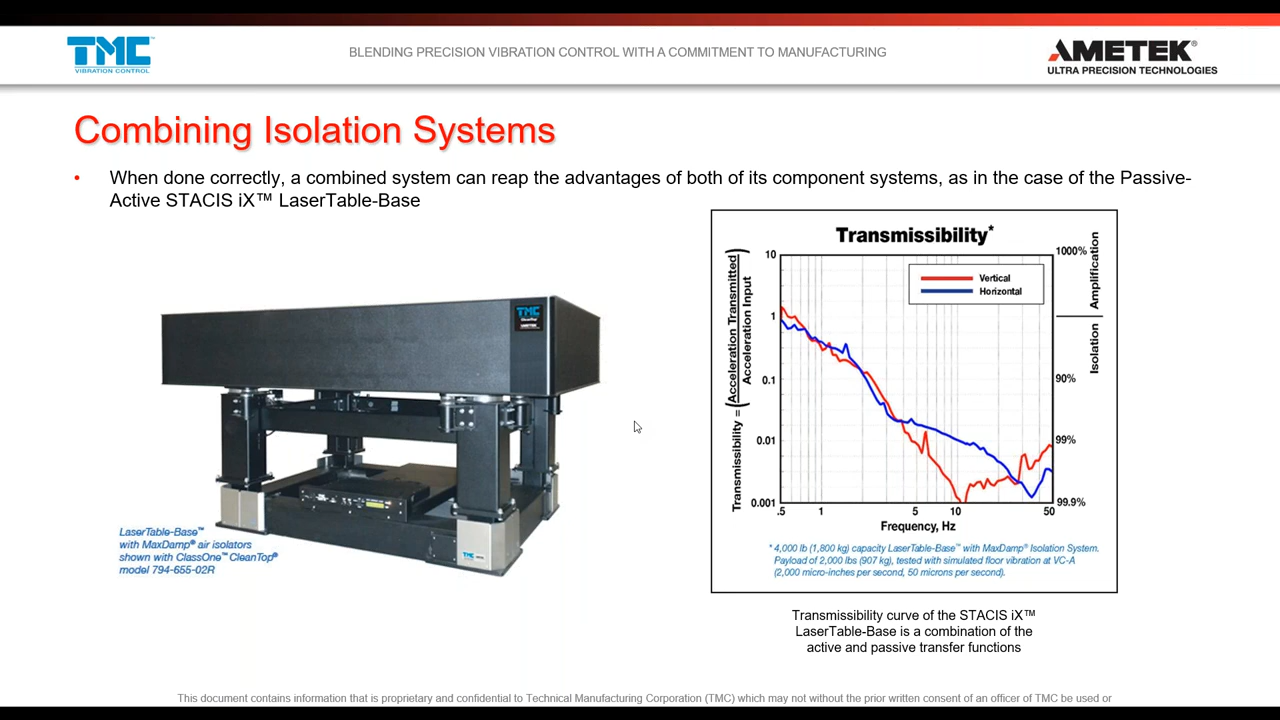 TMC™
VIBRATION CONTROL
BLENDING PRECISION VIBRATION CONTROL WITH A COMMITMENT TO MANUFACTURING
AMETEK®
ULTRA PRECISION TECHNOLOGIES
Combining Isolation Systems
• When done correctly, a combined system can reap the advantages of both of its component systems, as in the case of the Passive-
Active STACIS iX™ LaserTable-Base
TMC
CleanTop
AMETEK
TMC
LaserTable-Base™
with MaxDamp® air isolators
shown with ClassOne™ CleanTop®
model 794-655-02R
Transmissibility*
Transmissibility = (Acceleration Transmitted / Acceleration Input)
10
1
0.1
0.01
0.001
Vertical
Horizontal
1000%
90%
99%
99.9%
Amplification
Isolation
.5 1 5 10 50
Frequency, Hz
* 4,000 lb (1,800 kg) capacity LaserTable-Base™ with MaxDamp® Isolation System.
Payload of 2,000 lbs (907 kg), tested with simulated floor vibration at VC-A
(2,000 micro-inches per second, 50 microns per second).
Transmissibility curve of the STACIS iX™
LaserTable-Base is a combination of the
active and passive transfer functions
This document contains information that is proprietary and confidential to Technical Manufacturing Corporation (TMC) which may not without the prior written consent of an officer of TMC be used or